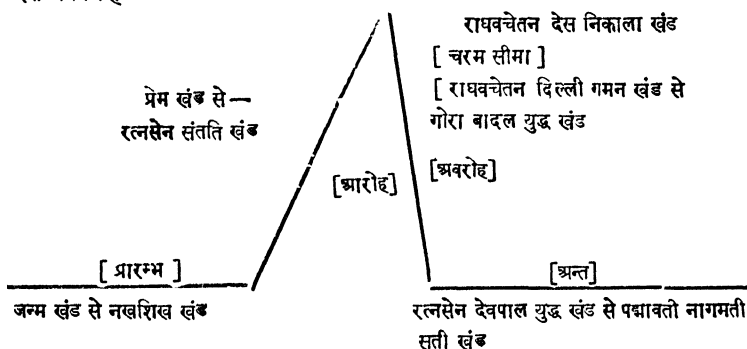 राघवचेतन देस निकाला खंड
[ चरम सीमा ]
[ राघवचेतन दिल्ली गमन खंड से
गोरा बादल युद्ध खंड
प्रेम खंड से —
रत्नसेन संतति खंड
[आरोह]
[अवरोह]
[ प्रारम्भ ]
[अन्त]
जन्म खंड से नखशिख खंड
रत्नसेन देवपाल युद्ध खंड से पद्मावती नागमती
सती खंड